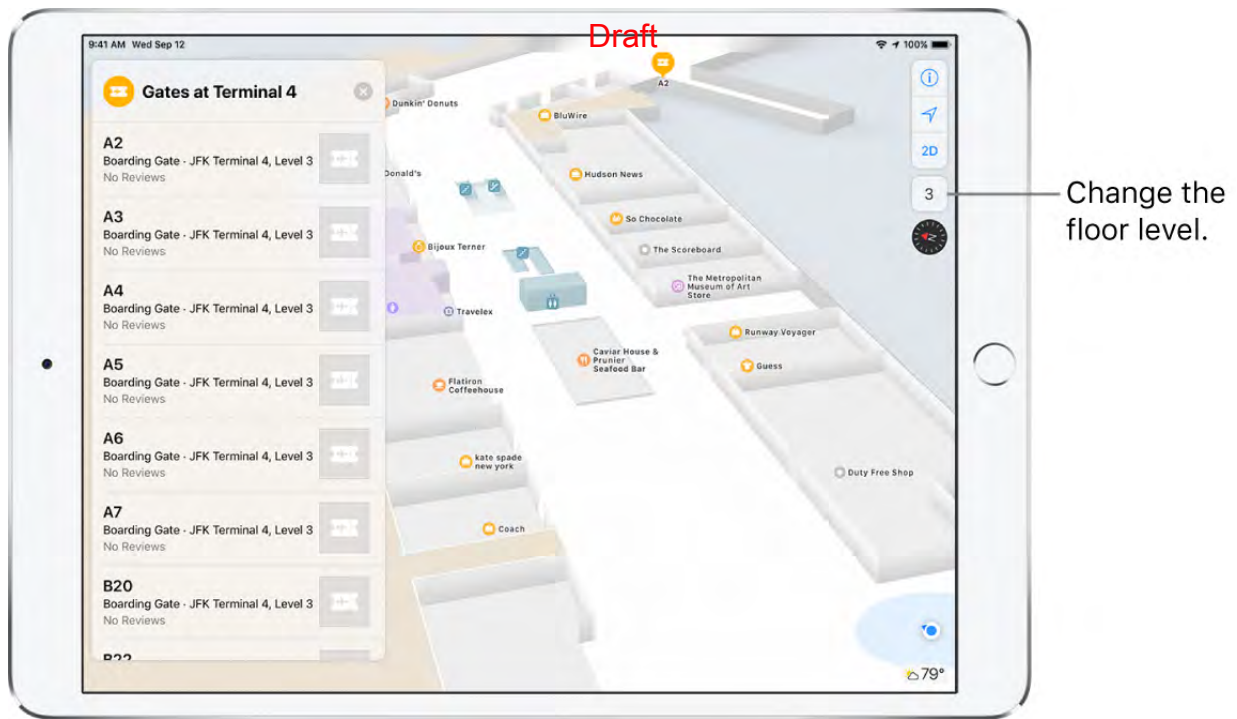 Draft
9:41 AM Wed Sep 12
100%
Gates at Terminal 4
A2
Boarding Gate · JFK Terminal 4, Level 3
No Reviews
A3
Boarding Gate · JFK Terminal 4, Level 3
No Reviews
A4
Boarding Gate · JFK Terminal 4, Level 3
No Reviews
A5
Boarding Gate · JFK Terminal 4, Level 3
No Reviews
A6
Boarding Gate · JFK Terminal 4, Level 3
No Reviews
A7
Boarding Gate · JFK Terminal 4, Level 3
No Reviews
B20
Boarding Gate · JFK Terminal 4, Level 3
No Reviews
A2
Dunkin' Donuts
BluWire
Donald's
Hudson News
So Chocolate
Bijoux Terner
The Scoreboard
The Metropolitan
Museum of Art
Store
Travelex
Runway Voyager
Caviar House &
Prunier
Seafood Bar
Guess
Flatiron
Coffeehouse
kate spade
new york
Duty Free Shop
Coach
2D
3
N
79°
Change the
floor level.